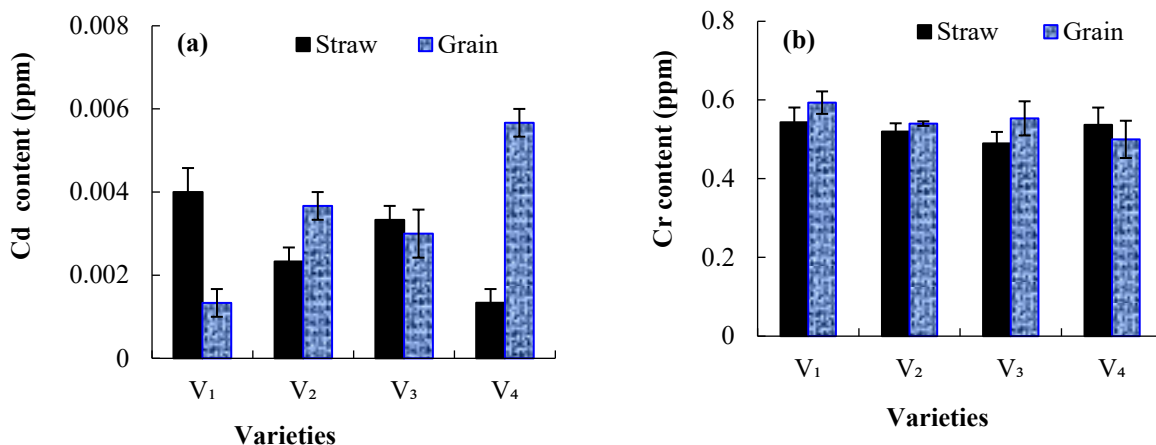 (a)
Straw Grain
Cd content (ppm)
0.008
0.006
0.004
0.002
0
V₁ V₂ V₃ V₄
Varieties
(b)
Straw Grain
Cr content (ppm)
0.8
0.6
0.4
0.2
0
V₁ V₂ V₃ V₄
Varieties